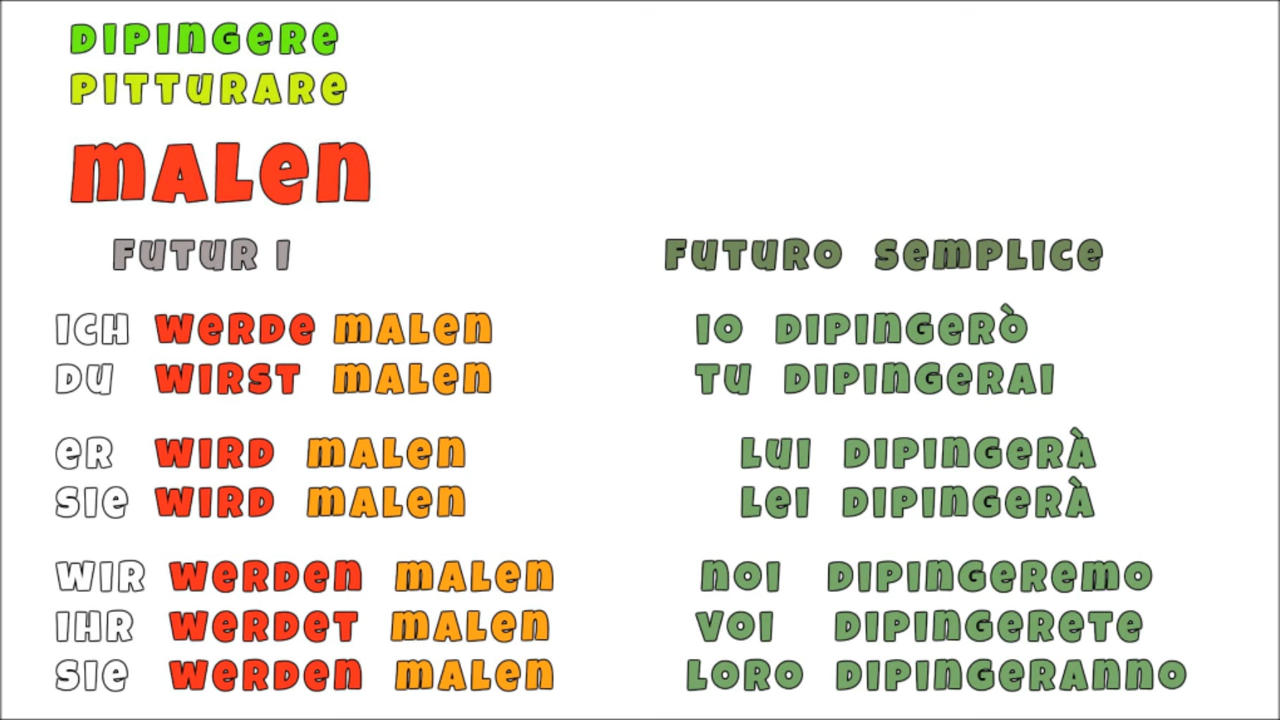 DIPINGERE
PITTURARE
MALEN
FUTUR I
FUTURO SEMPLICE
ICH WERDE MALEN
IO DIPINGERÒ
DU WIRST MALEN
TU DIPINGERAI
ER WIRD MALEN
LUI DIPINGERÀ
SIE WIRD MALEN
LEI DIPINGERÀ
WIR WERDEN MALEN
NOI DIPINGEREMO
IHR WERDET MALEN
VOI DIPINGERETE
SIE WERDEN MALEN
LORO DIPINGERANNO